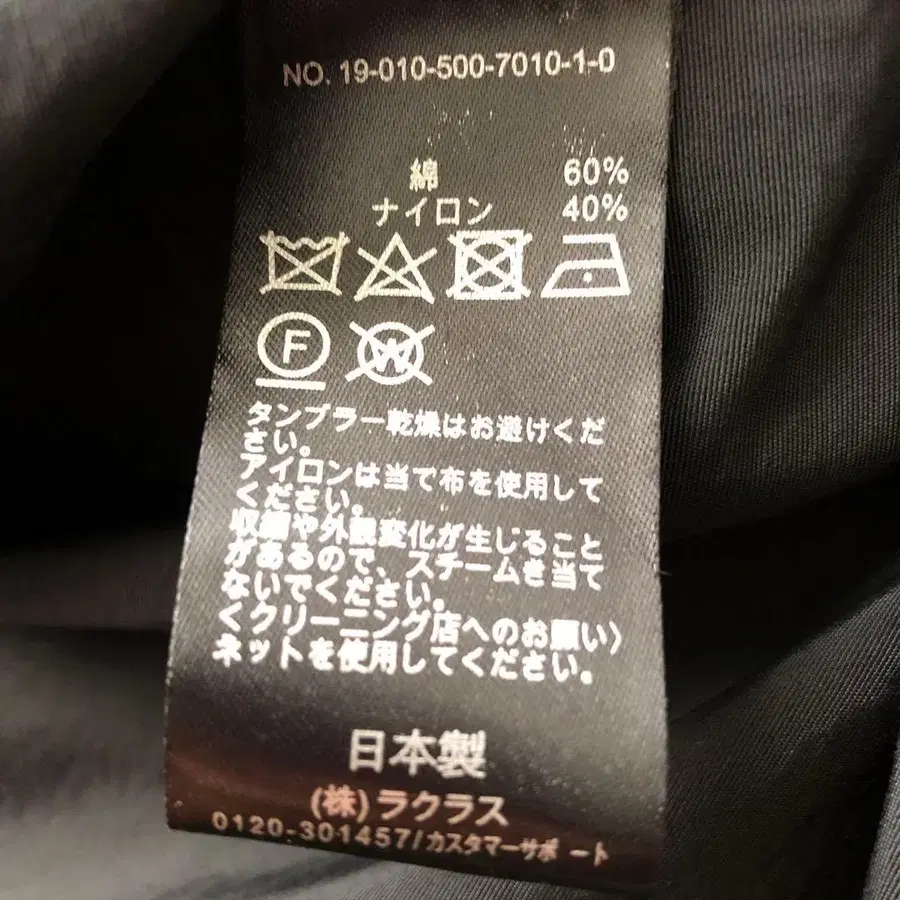 NO. 19-010-500-7010-1-0
綿 60%
ナイロン 40%
F
W
タンブラー乾燥はお避けくだ
さい。
アイロンは当て布を使用して
ください。
収縮や外観変化が生じること
があるので、スチームを当て
ないでください。
〈クリーニング店へのお願い〉
ネットを使用してください。
日本製
(株)ラクラス
0120-301457/カスタマーサポート